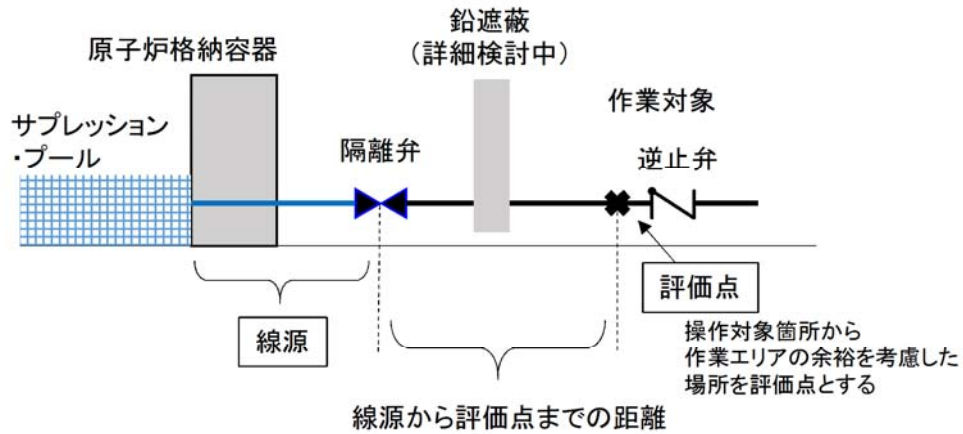 原子炉格納容器
鉛遮蔽
（詳細検討中）
サプレッション
・プール
隔離弁
作業対象
逆止弁
線源
評価点
操作対象箇所から
作業エリアの余裕を考慮した
場所を評価点とする
線源から評価点までの距離